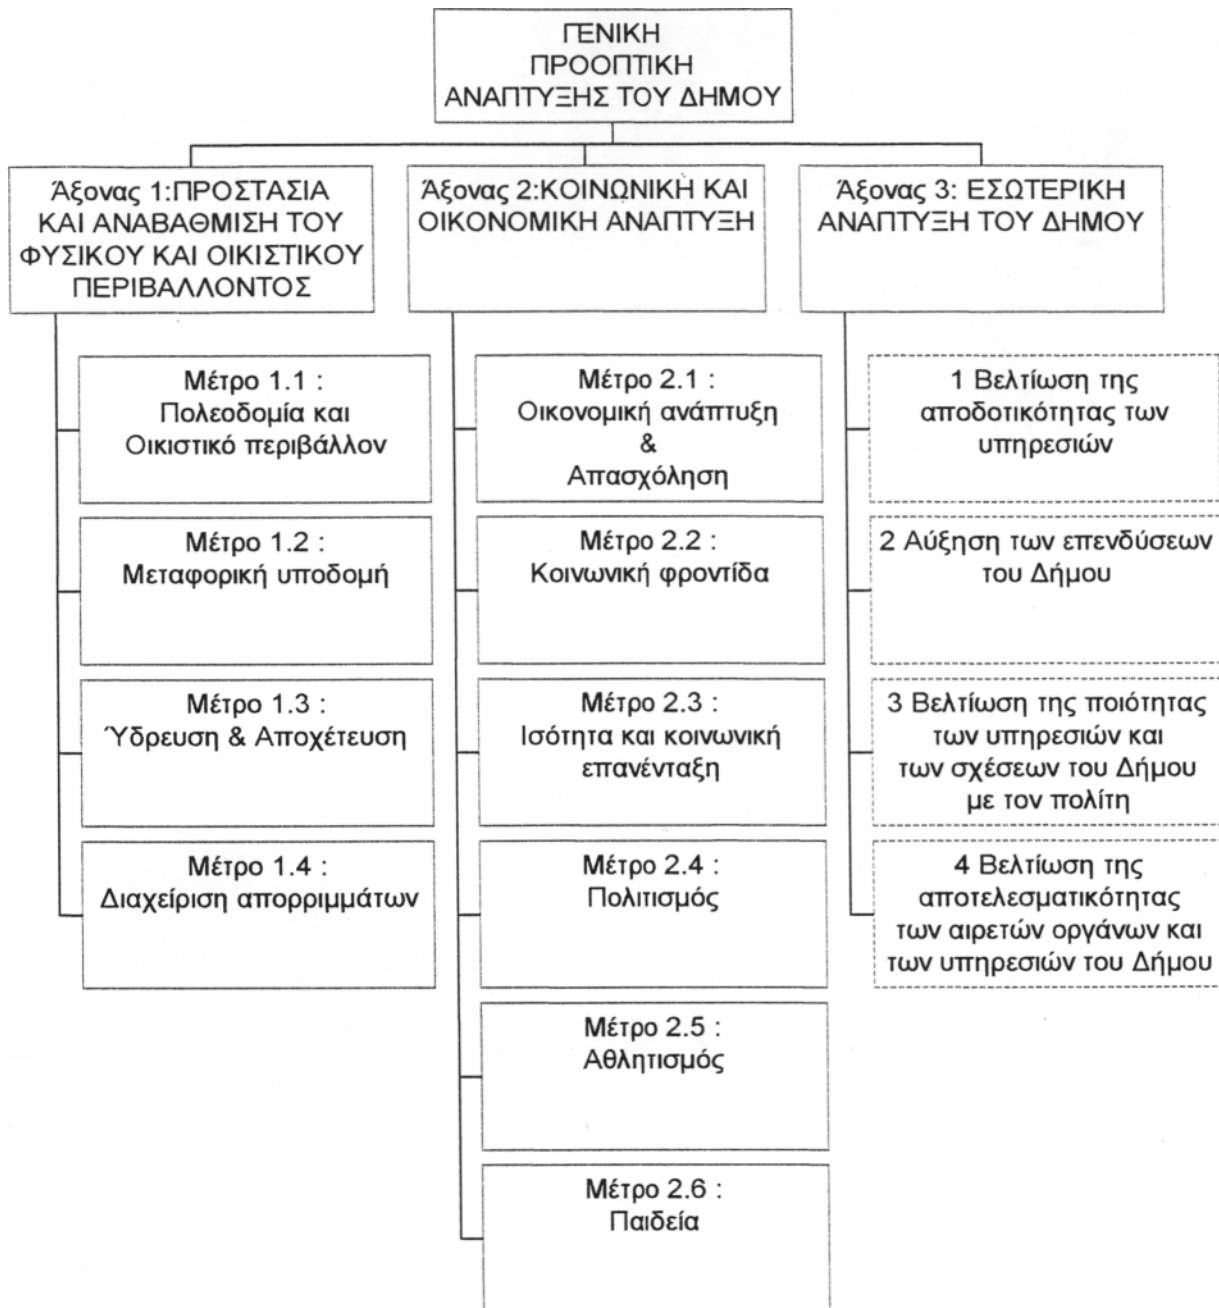 ΓΕΝΙΚΗ
ΠΡΟΟΠΤΙΚΗ
ΑΝΑΠΤΥΞΗΣ ΤΟΥ ΔΗΜΟΥ
Άξονας 1:ΠΡΟΣΤΑΣΙΑ
ΚΑΙ ΑΝΑΒΑΘΜΙΣΗ ΤΟΥ
ΦΥΣΙΚΟΥ ΚΑΙ ΟΙΚΙΣΤΙΚΟΥ
ΠΕΡΙΒΑΛΛΟΝΤΟΣ
Μέτρο 1.1 :
Πολεοδομία και
Οικιστικό περιβάλλον
Μέτρο 1.2 :
Μεταφορική υποδομή
Μέτρο 1.3 :
Ύδρευση & Αποχέτευση
Μέτρο 1.4 :
Διαχείριση απορριμμάτων
Άξονας 2:ΚΟΙΝΩΝΙΚΗ ΚΑΙ
ΟΙΚΟΝΟΜΙΚΗ ΑΝΑΠΤΥΞΗ
Μέτρο 2.1 :
Οικονομική ανάπτυξη
&
Απασχόληση
Μέτρο 2.2 :
Κοινωνική φροντίδα
Μέτρο 2.3 :
Ισότητα και κοινωνική
επανένταξη
Μέτρο 2.4 :
Πολιτισμός
Μέτρο 2.5 :
Αθλητισμός
Μέτρο 2.6 :
Παιδεία
Άξονας 3: ΕΣΩΤΕΡΙΚΗ
ΑΝΑΠΤΥΞΗ ΤΟΥ ΔΗΜΟΥ
1 Βελτίωση της
αποδοτικότητας των
υπηρεσιών
2 Αύξηση των επενδύσεων
του Δήμου
3 Βελτίωση της ποιότητας
των υπηρεσιών και
των σχέσεων του Δήμου
με τον πολίτη
4 Βελτίωση της
αποτελεσματικότητας
των αιρετών οργάνων και
των υπηρεσιών του Δήμου